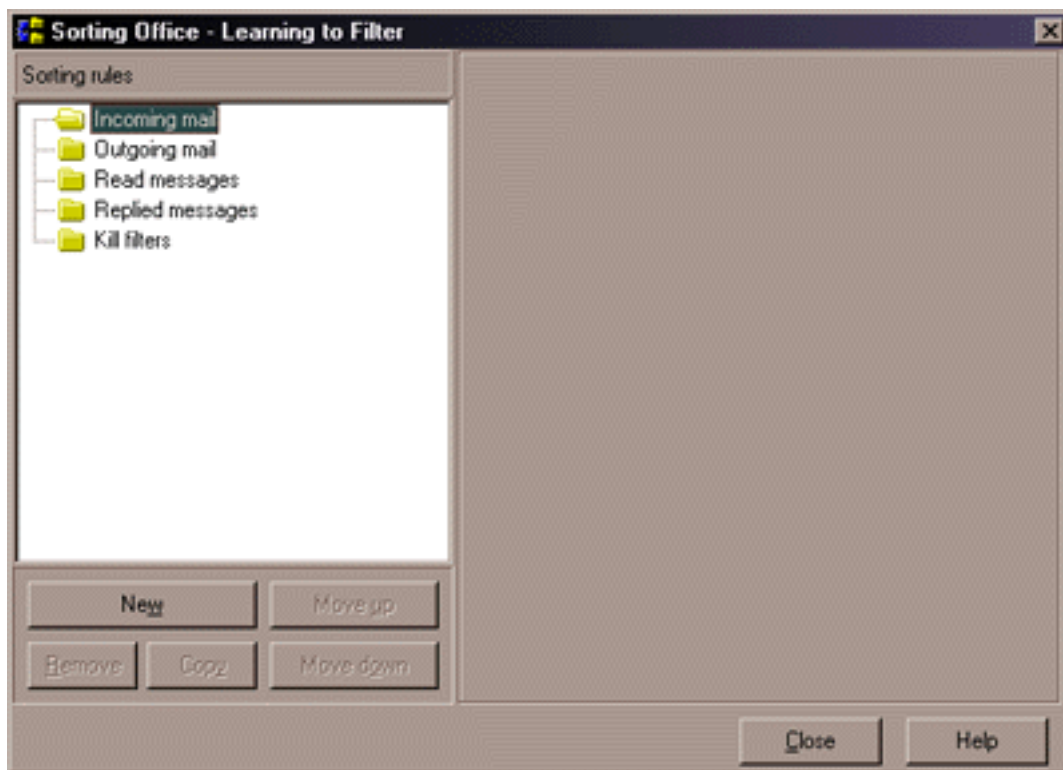 Sorting Office - Learning to Filter
Sorting rules
Incoming mail
Outgoing mail
Read messages
Replied messages
Kill filters
New
Move up
Remove
Copy
Move down
Close
Help